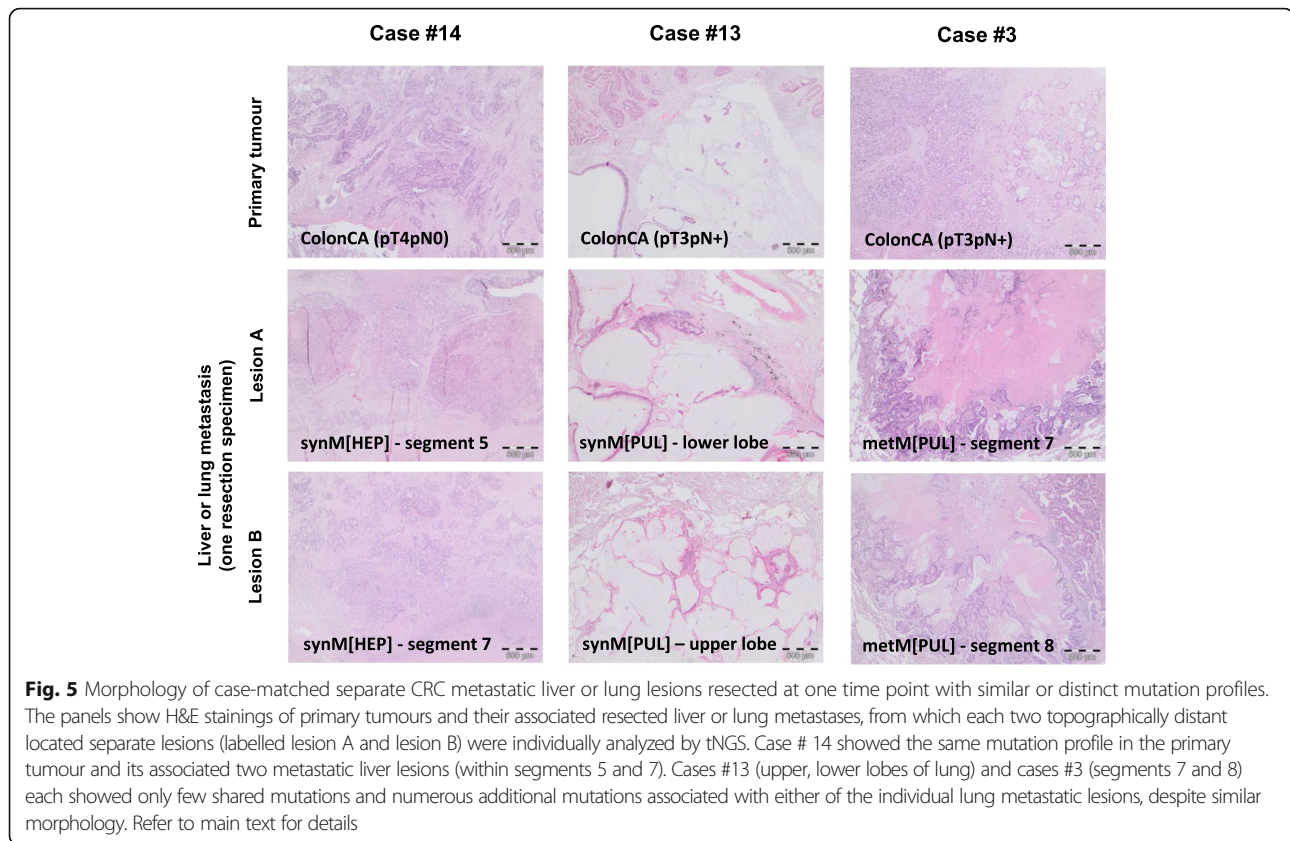 Case #14
Case #13
Case #3
Primary tumour
ColonCA (pT4pN0)
ColonCA (pT3pN+)
ColonCA (pT3pN+)
Liver or lung metastasis
(one resection specimen)
Lesion A
synM[HEP] - segment 5
synM[PUL] - lower lobe
metM[PUL] - segment 7
Lesion B
synM[HEP] - segment 7
synM[PUL] – upper lobe
metM[PUL] - segment 8
Fig. 5 Morphology of case-matched separate CRC metastatic liver or lung lesions resected at one time point with similar or distinct mutation profiles.
The panels show H&E stainings of primary tumours and their associated resected liver or lung metastases, from which each two topographically distant
located separate lesions (labelled lesion A and lesion B) were individually analyzed by tNGS. Case # 14 showed the same mutation profile in the primary
tumour and its associated two metastatic liver lesions (within segments 5 and 7). Cases #13 (upper, lower lobes of lung) and cases #3 (segments 7 and 8)
each showed only few shared mutations and numerous additional mutations associated with either of the individual lung metastatic lesions, despite similar
morphology. Refer to main text for details